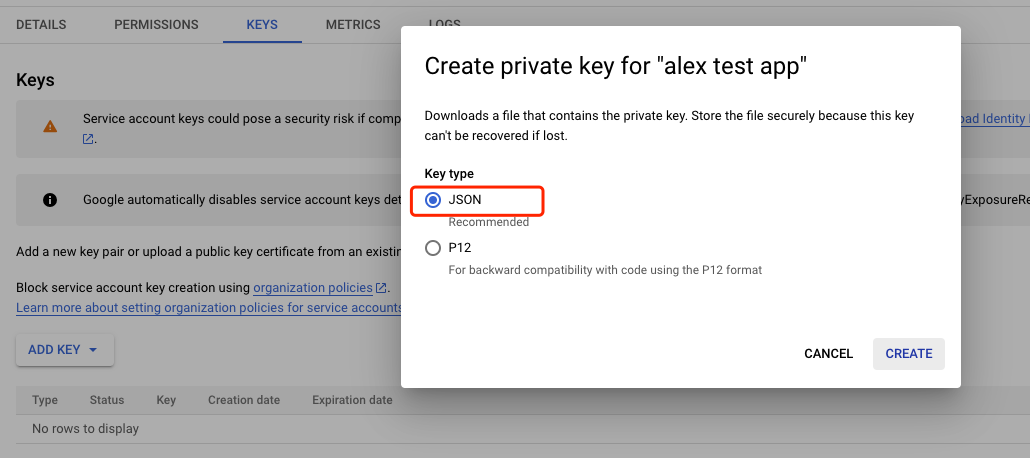 DETAILS PERMISSIONS KEYS METRICS LOGS
Keys
Service account keys could pose a security risk if comp
oad Identity
.
Google automatically disables service account keys det
yExposureRe
Add a new key pair or upload a public key certificate from an existin
Block service account key creation using organization policies .
Learn more about setting organization policies for service accounts
ADD KEY
Type Status Key Creation date Expiration date
No rows to display
Create private key for "alex test app"
Downloads a file that contains the private key. Store the file securely because this key
can't be recovered if lost.
Key type
JSON
Recommended
P12
For backward compatibility with code using the P12 format
CANCEL CREATE